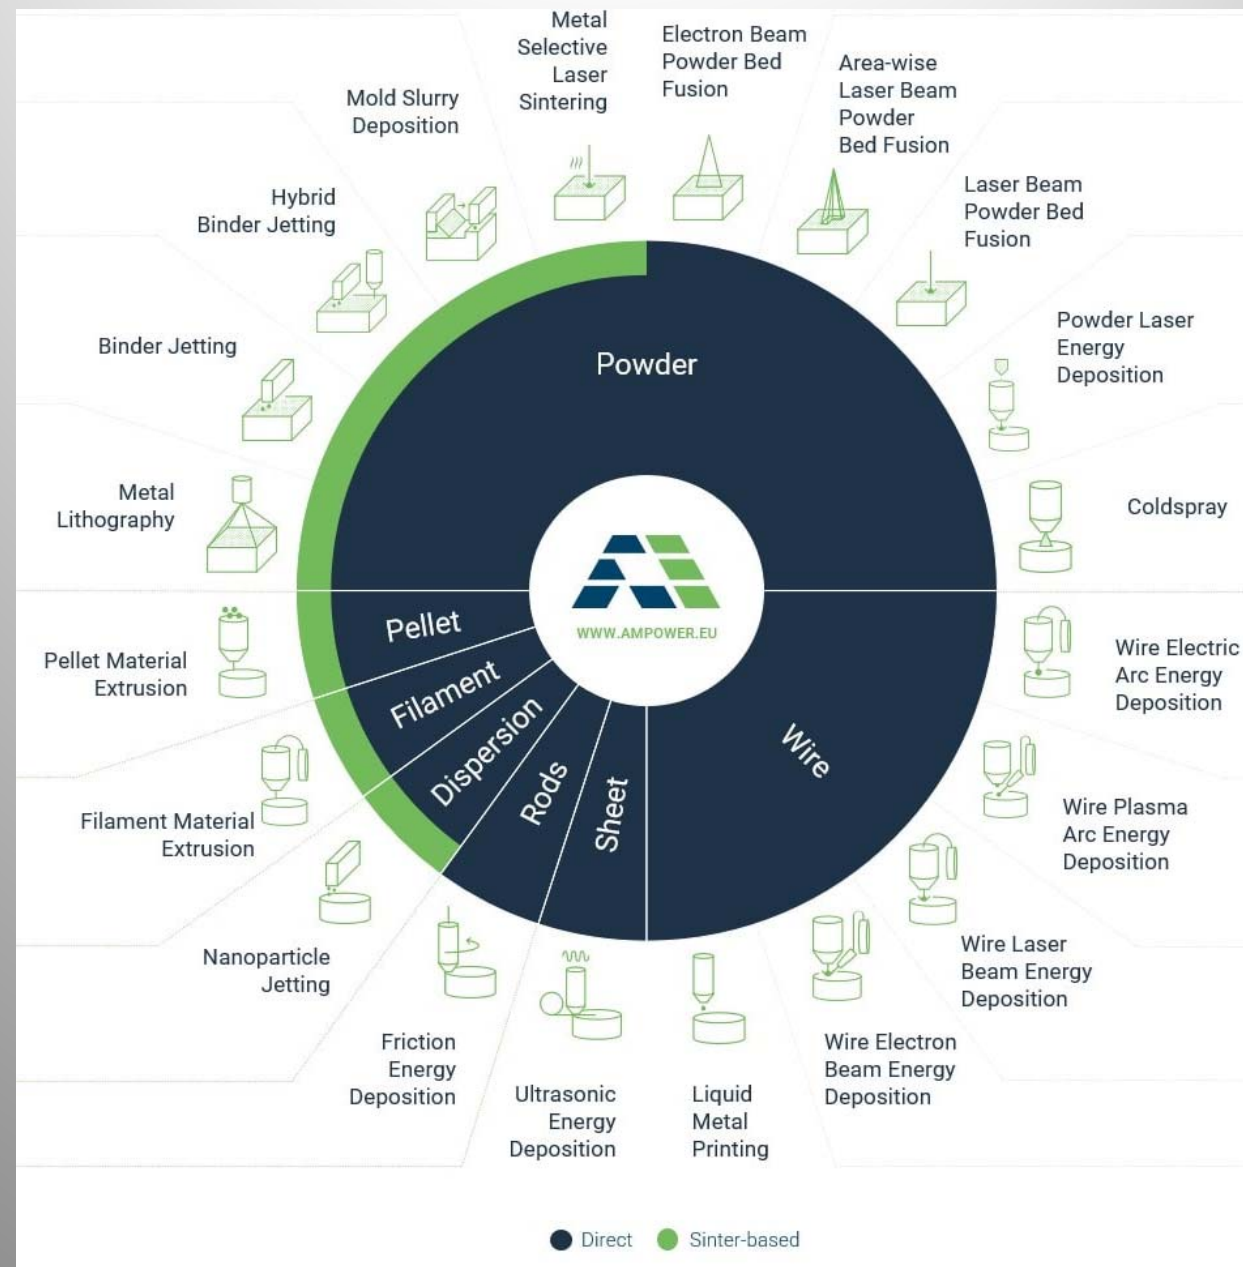 Metal
Selective
Laser
Sintering
Electron Beam
Powder Bed
Fusion
Area-wise
Laser Beam
Powder
Bed Fusion
Mold Slurry
Deposition
Laser Beam
Powder Bed
Fusion
Hybrid
Binder Jetting
Powder Laser
Energy
Deposition
Binder Jetting
Powder
Metal
Lithography
Coldspray
WWW.AMPOWER.EU
Pellet
Filament
Dispersion
Rods
Sheet
Wire
Pellet Material
Extrusion
Wire Electric
Arc Energy
Deposition
Filament Material
Extrusion
Wire Plasma
Arc Energy
Deposition
Nanoparticle
Jetting
Wire Laser
Beam Energy
Deposition
Friction
Energy
Deposition
Ultrasonic
Energy
Deposition
Liquid
Metal
Printing
Wire Electron
Beam Energy
Deposition
Direct
Sinter-based